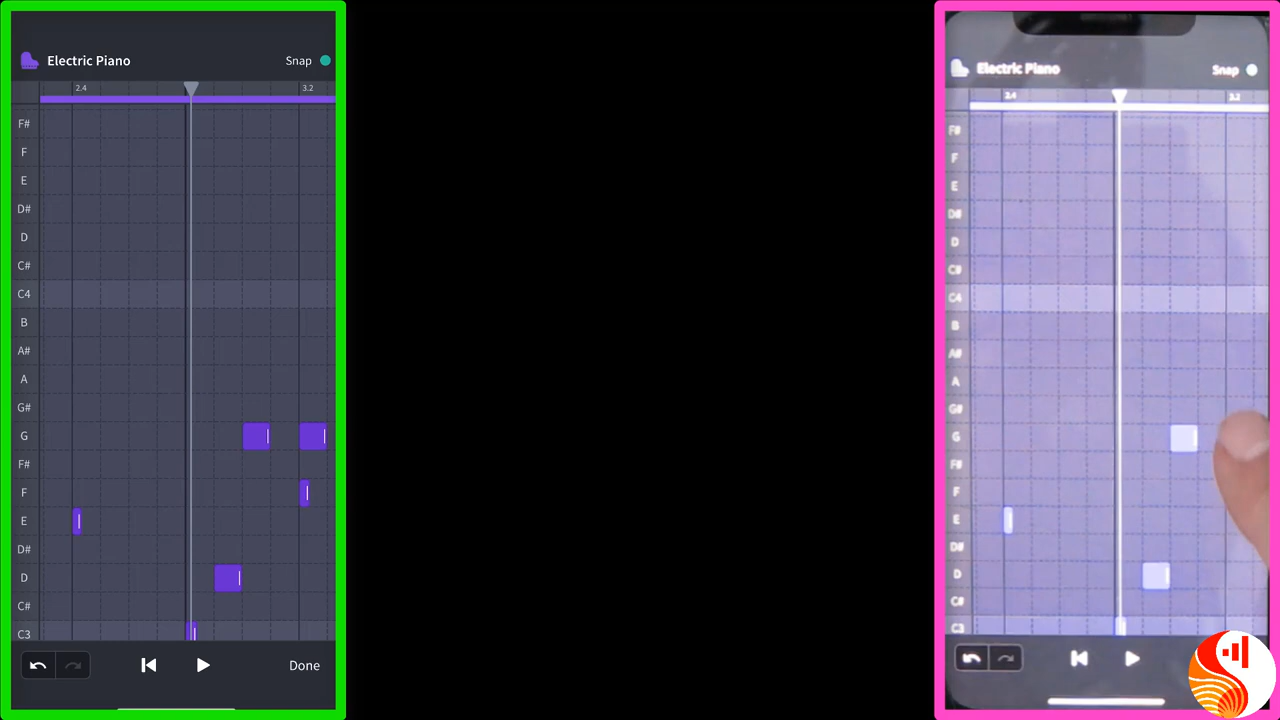 Electric Piano Snap
2.4 3.2
F#
F
E
D#
D
C#
C4
B
A#
A
G#
G
F#
F
E
D#
D
C#
C3
Done
Electric Piano Snap
2.4 3.2
F#
F
E
D#
D
C#
C4
B
A#
A
G#
G
F#
F
E
D#
D
C#
C3